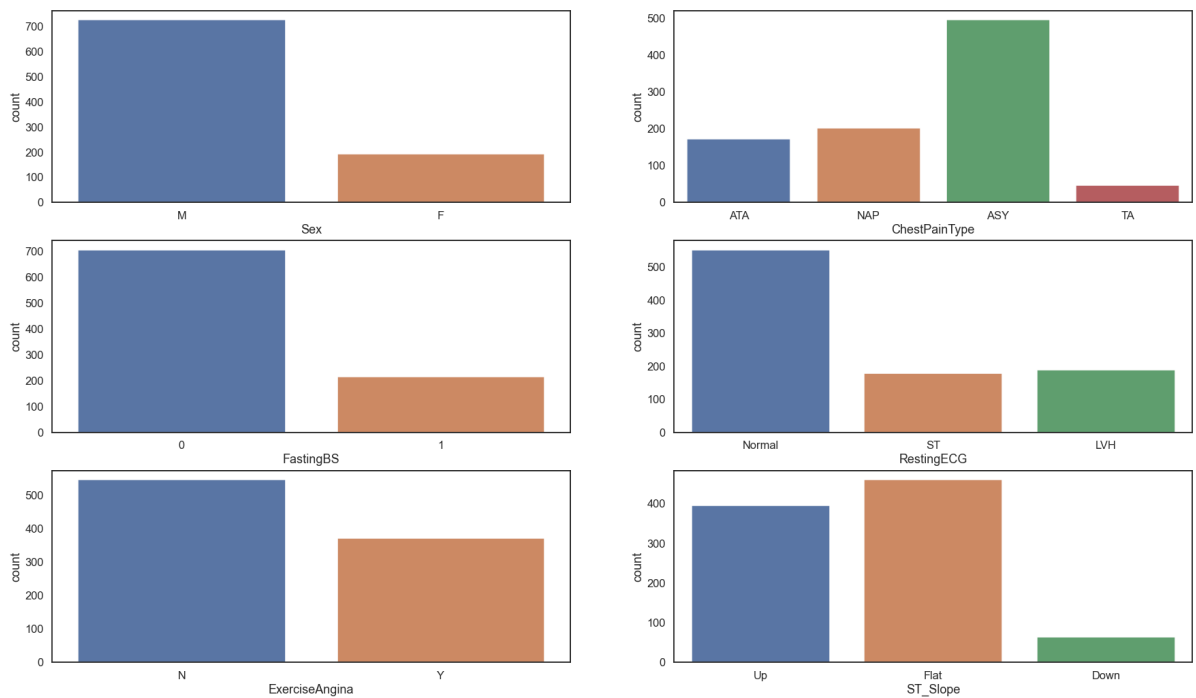 700
600
500
400
300
200
100
0
count
M F
Sex
500
400
300
200
100
0
count
ATA NAP ASY TA
ChestPainType
700
600
500
400
300
200
100
0
count
0 1
FastingBS
500
400
300
200
100
0
count
Normal ST LVH
RestingECG
500
400
300
200
100
0
count
N Y
ExerciseAngina
400
300
200
100
0
count
Up Flat Down
ST_Slope